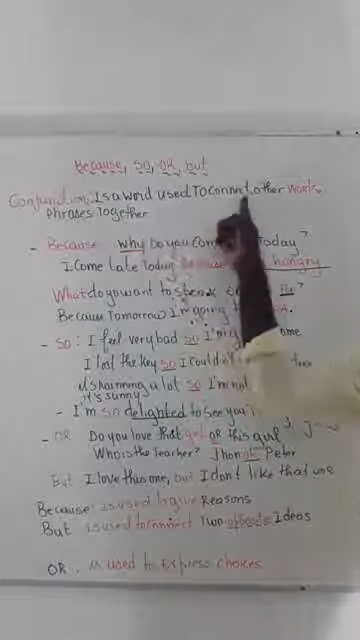 Because, SO, OR, but
Conjunction: Is a word used To connect other Words,
Phrases Together
- Because: why Do you Com Today?
I Come late Today hungry
What do you want to speak
Because Tomorrow I'm going
- SO: I feel very bad so I'm ome
I lost the key SO I could
it's raining a lot so I'm not
it's sunny
- I'm so delighted to see you
- OR Do you love that girl OR this girl
Who is the Teacher? Jhon OR Peter
But: I love this one, but I don't like that one
Because: is used to give Reasons
But is used to connect Two opposite Ideas
OR. is used to Express choices